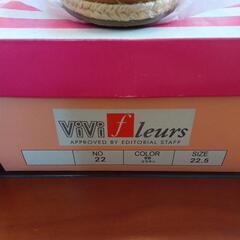 ViVi fleurs
APPROVED BY EDITORIAL STAFF
NO COLOR SIZE
22 22.5